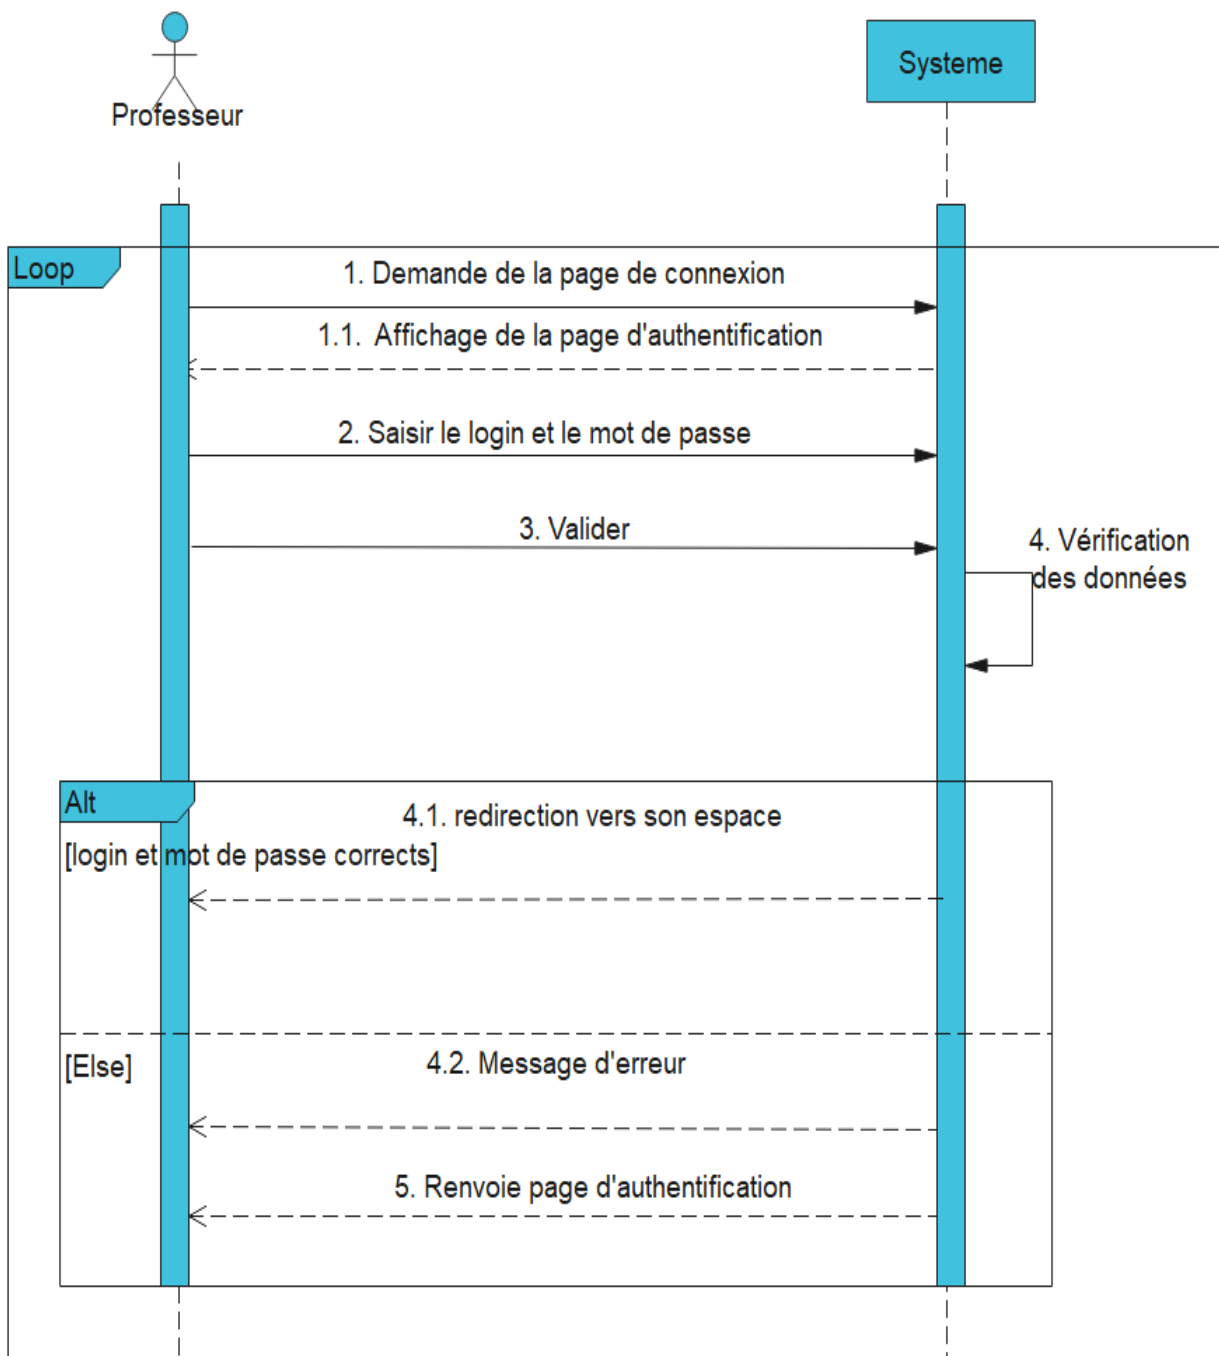 Professeur
Systeme
Loop
1. Demande de la page de connexion
1.1. Affichage de la page d'authentification
2. Saisir le login et le mot de passe
3. Valider
4. Vérification
des données
Alt
4.1. redirection vers son espace
[login et mot de passe corrects]
[Else]
4.2. Message d'erreur
5. Renvoie page d'authentification